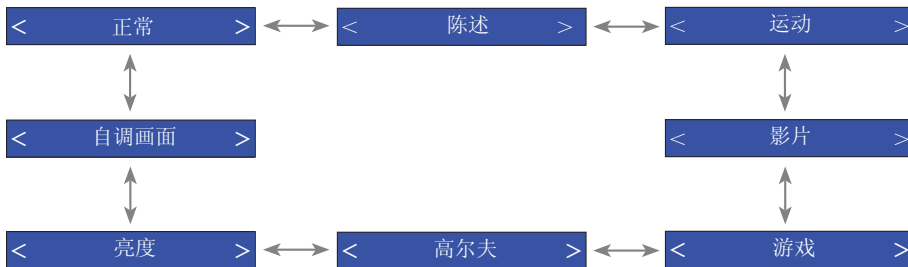 < 正常 >
< 陈述 >
< 运动 >
< 自调画面 >
< 影片 >
< 亮度 >
< 高尔夫 >
< 游戏 >